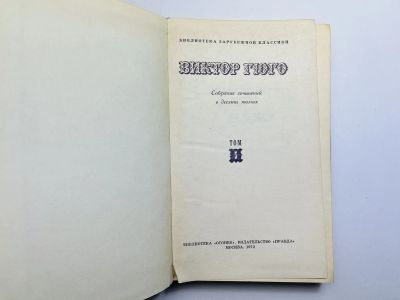 БИБЛИОТЕКА ЗАРУБЕЖНОЙ КЛАССИКИ
ВИКТОР ГЮГО
Собрание сочинений
в десяти томах
ТОМ
II
БИБЛИОТЕКА «ОГОНЕК», ИЗДАТЕЛЬСТВО «ПРАВДА»
МОСКВА, 1972